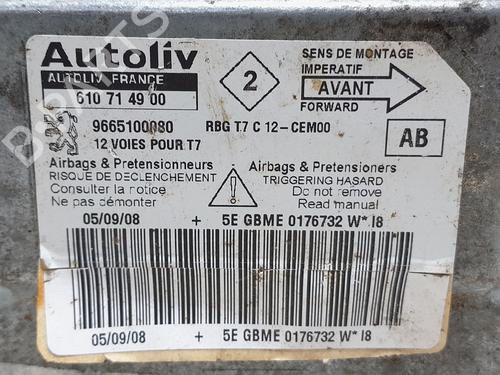 Autoliv
AUTOLIV FRANCE
610 71 49 00
2
SENS DE MONTAGE
IMPERATIF
AVANT
FORWARD
9665100080
RBG T7 C 12-CEM00
AB
12 VOIES POUR T7
Airbags & Pretensionneurs
RISQUE DE DECLENCHEMENT
Consulter la notice
Ne pas démonter
!
Airbags & Pretensioners
TRIGGERING HASARD
Do not remove
Read manual
05/09/08 + 5E GBME 0176732 W* I8
05/09/08 + 5E GBME 0176732 W* I8